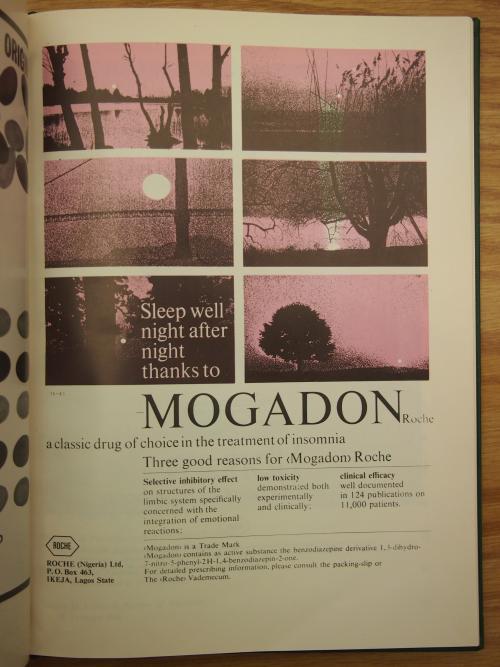 ORIG
Sleep well
night after
night
thanks to
MOGADON Roche
a classic drug of choice in the treatment of insomnia
Three good reasons for ‹Mogadon› Roche
Selective inhibitory effect
on structures of the
limbic system specifically
concerned with the
integration of emotional
reactions;
low toxicity
demonstrated both
experimentally
and clinically;
clinical efficacy
well documented
in 124 publications on
11,000 patients.
ROCHE
ROCHE (Nigeria) Ltd,
P.O. Box 463,
IKEJA, Lagos State
‹Mogadon› is a Trade Mark
‹Mogadon› contains as active substance the benzodiazepine derivative 1,3-dihydro-
7-nitro-5-phenyl-2H-1,4-benzodiazepin-2-one.
For detailed prescribing information, please consult the packing-slip or
The ‹Roche› Vademecum.